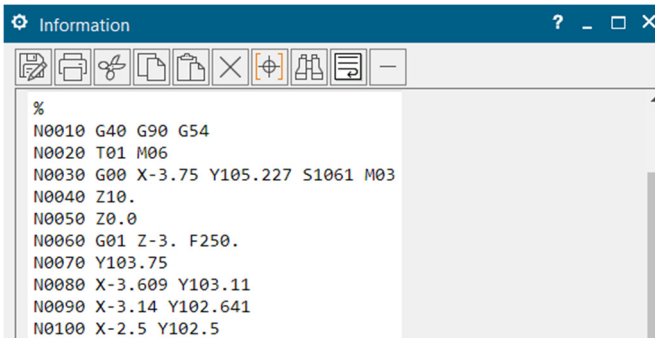 Information
%
N0010 G40 G90 G54
N0020 T01 M06
N0030 G00 X-3.75 Y105.227 S1061 M03
N0040 Z10.
N0050 Z0.0
N0060 G01 Z-3. F250.
N0070 Y103.75
N0080 X-3.609 Y103.11
N0090 X-3.14 Y102.641
N0100 X-2.5 Y102.5